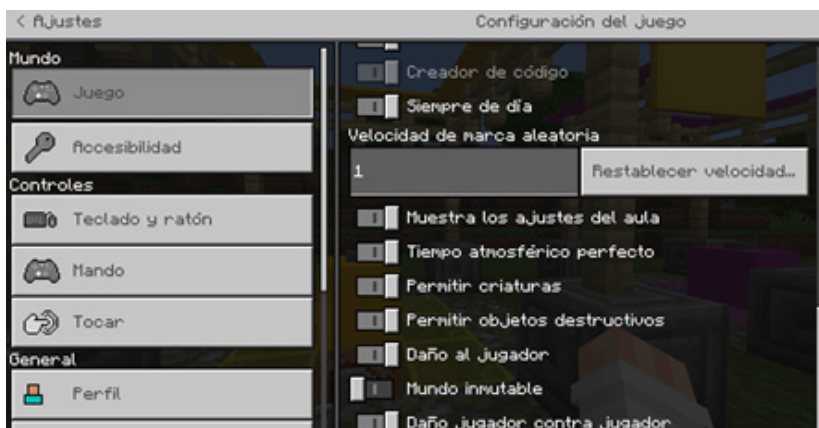 < Ajustes
Configuración del juego
Mundo
Juego
Accesibilidad
Controles
Teclado y ratón
Mando
Tocar
General
Perfil
Creador de código
Siempre de día
Velocidad de marca aleatoria
1
Restablecer velocidad...
Muestra los ajustes del aula
Tiempo atmosférico perfecto
Permitir criaturas
Permitir objetos destructivos
Daño al jugador
Mundo inmutable
Daño jugador contra jugador